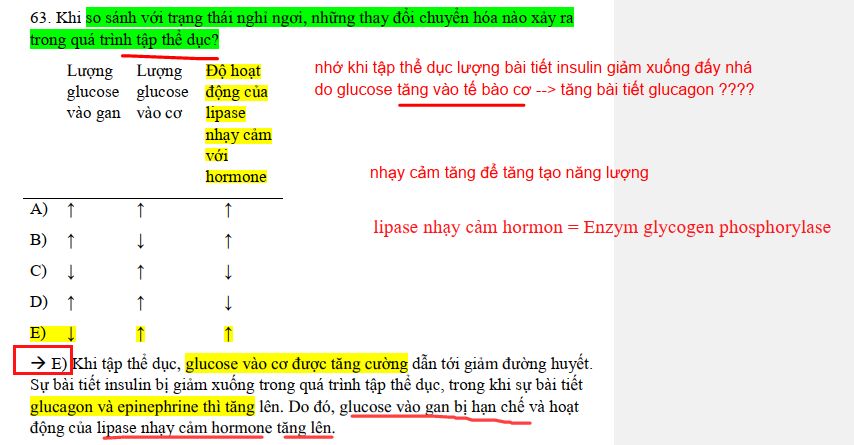 63. Khi so sánh với trạng thái nghỉ ngơi, những thay đổi chuyển hóa nào xảy ra
trong quá trình tập thể dục?
Lượng glucose vào gan
Lượng glucose vào cơ
Độ hoạt động của lipase nhạy cảm với hormone
nhớ khi tập thể dục lượng bài tiết insulin giảm xuống đấy nhá
do glucose tăng vào tế bào cơ --> tăng bài tiết glucagon ????
nhạy cảm tăng để tăng tạo năng lượng
lipase nhạy cảm hormon = Enzym glycogen phosphorylase
A) ↑ ↑ ↑
B) ↑ ↓ ↑
C) ↓ ↑ ↓
D) ↑ ↑ ↓
E) ↓ ↑ ↑
→ E) Khi tập thể dục, glucose vào cơ được tăng cường dẫn tới giảm đường huyết.
Sự bài tiết insulin bị giảm xuống trong quá trình tập thể dục, trong khi sự bài tiết
glucagon và epinephrine thì tăng lên. Do đó, glucose vào gan bị hạn chế và hoạt
động của lipase nhạy cảm hormone tăng lên.